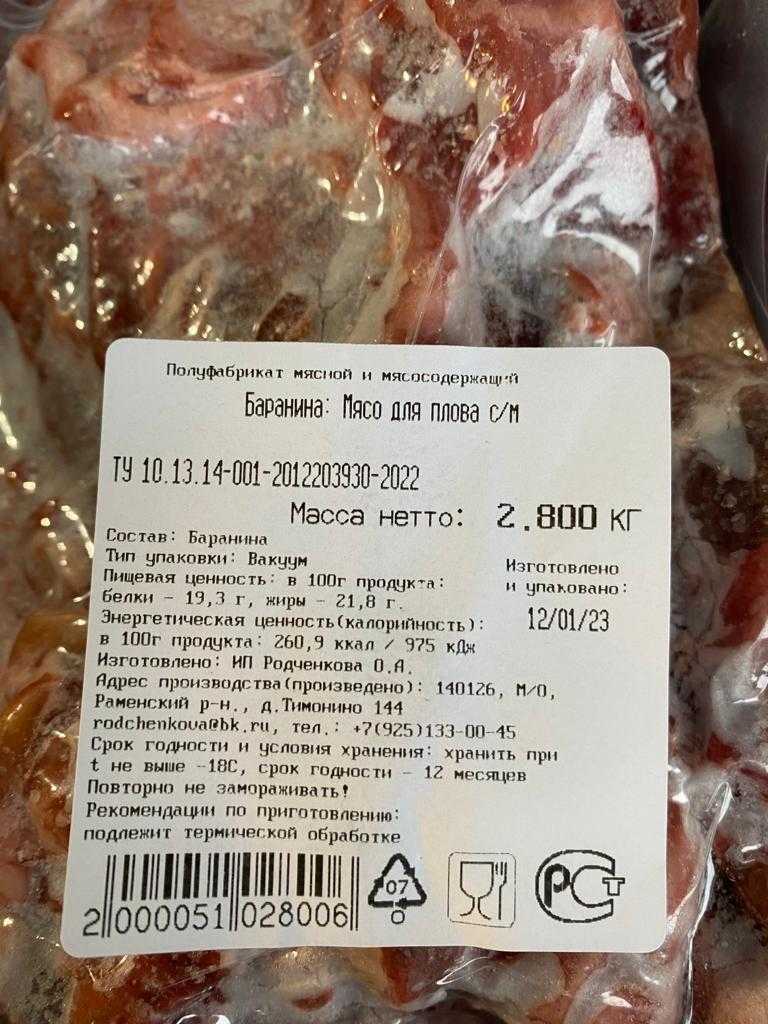 Полуфабрикат мясной и мясосодержащий
Баранина: Мясо для плова с/м
ТУ 10.13.14-001-2012203930-2022
Масса нетто: 2.800 КГ
Состав: Баранина
Тип упаковки: Вакуум
Пищевая ценность: в 100г продукта:
белки - 19,3 г, жиры - 21,8 г.
Энергетическая ценность(калорийность):
в 100г продукта: 260,9 ккал / 975 кДж
Изготовлено
и упаковано:
12/01/23
Изготовлено: ИП Родченкова О.А.
Адрес производства(произведено): 140126, М/О,
Раменский р-н., д.Тимонино 144
rodchenkova@bk.ru, тел.: +7(925)133-00-45
Срок годности и условия хранения: хранить при
t не выше -18С, срок годности - 12 месяцев
Повторно не замораживать!
Рекомендации по приготовлению:
подлежит термической обработке
2 000051 028006
07
О
РСТ